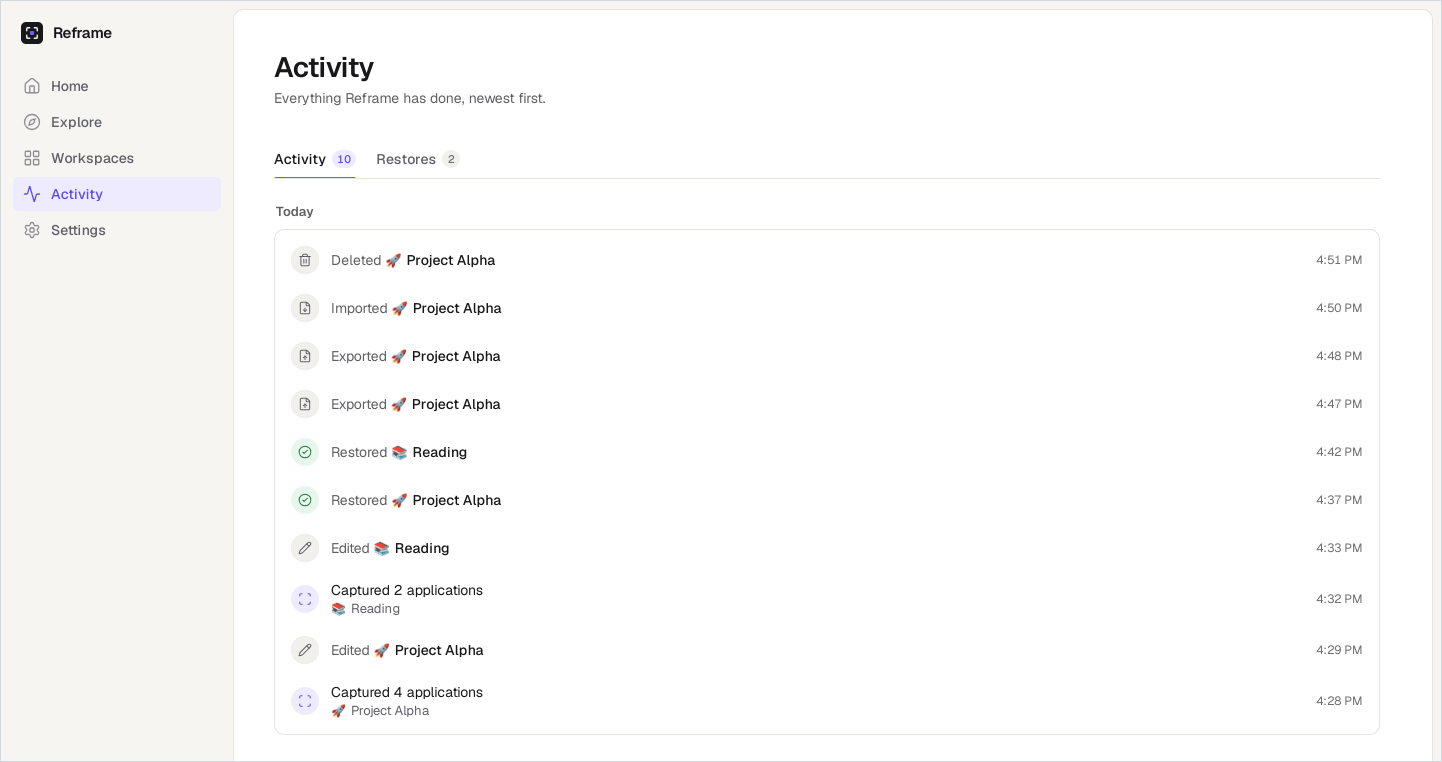 Reframe
Home
Explore
Workspaces
Activity
Settings
Activity
Everything Reframe has done, newest first.
Activity 10 Restores 2
Today
Deleted 🚀 Project Alpha 4:51 PM
Imported 🚀 Project Alpha 4:50 PM
Exported 🚀 Project Alpha 4:48 PM
Exported 🚀 Project Alpha 4:47 PM
Restored 📚 Reading 4:42 PM
Restored 🚀 Project Alpha 4:37 PM
Edited 📚 Reading 4:33 PM
Captured 2 applications
📚 Reading 4:32 PM
Edited 🚀 Project Alpha 4:29 PM
Captured 4 applications
🚀 Project Alpha 4:28 PM